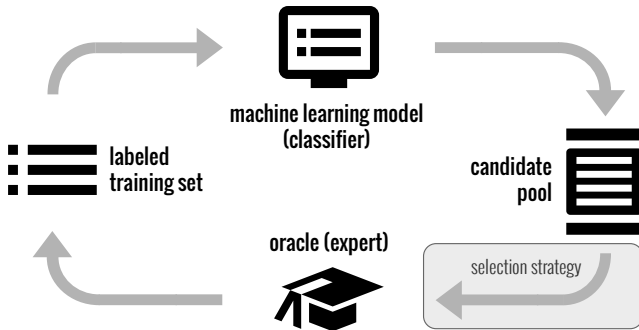 machine learning model
(classifier)
labeled
training set
candidate
pool
oracle (expert)
selection strategy